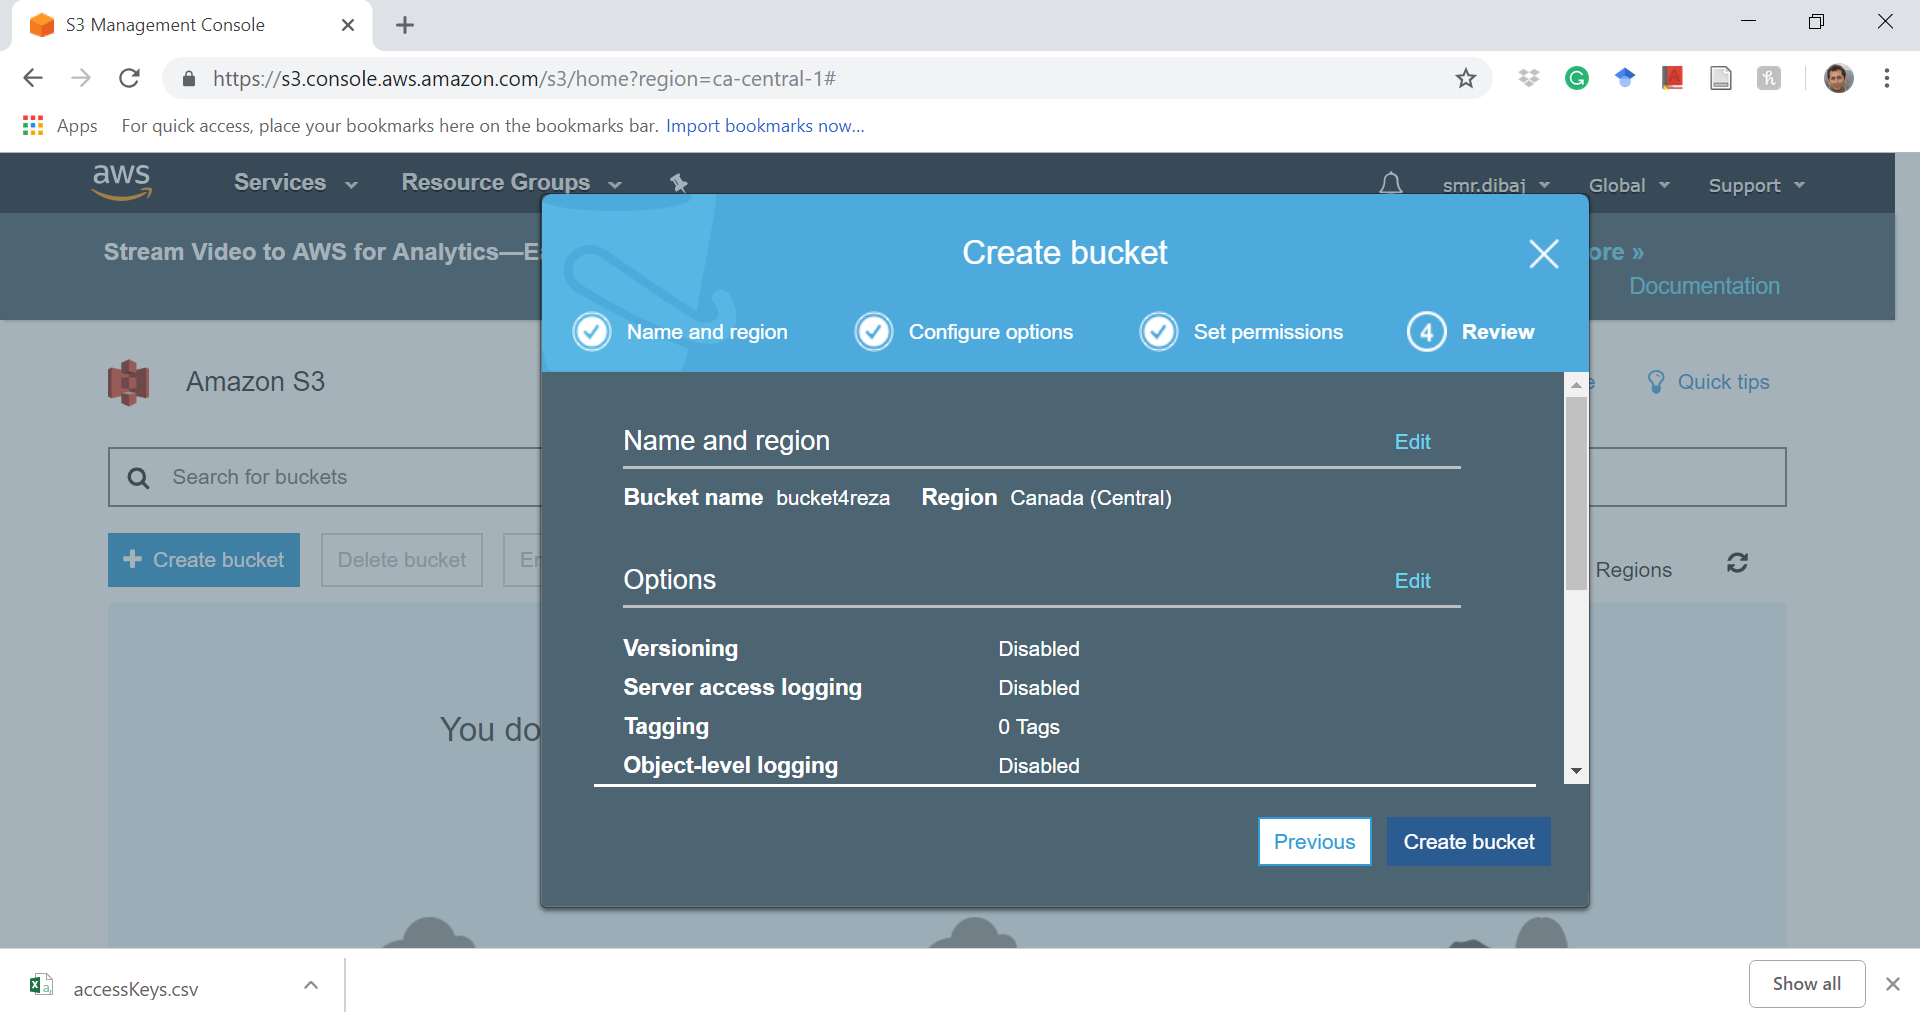 S3 Management Console
https://s3.console.aws.amazon.com/s3/home?region=ca-central-1#
Apps For quick access, place your bookmarks here on the bookmarks bar. Import bookmarks now...
aws Services Resource Groups smr.dibaj Global Support
Stream Video to AWS for Analytics—E
ore »
Documentation
Create bucket
Name and region Configure options Set permissions 4 Review
Amazon S3
Quick tips
Search for buckets
Create bucket Delete bucket
Regions
You do
Name and region Edit
Bucket name bucket4reza Region Canada (Central)
Options Edit
Versioning Disabled
Server access logging Disabled
Tagging 0 Tags
Object-level logging Disabled
Previous Create bucket
accessKeys.csv
Show all